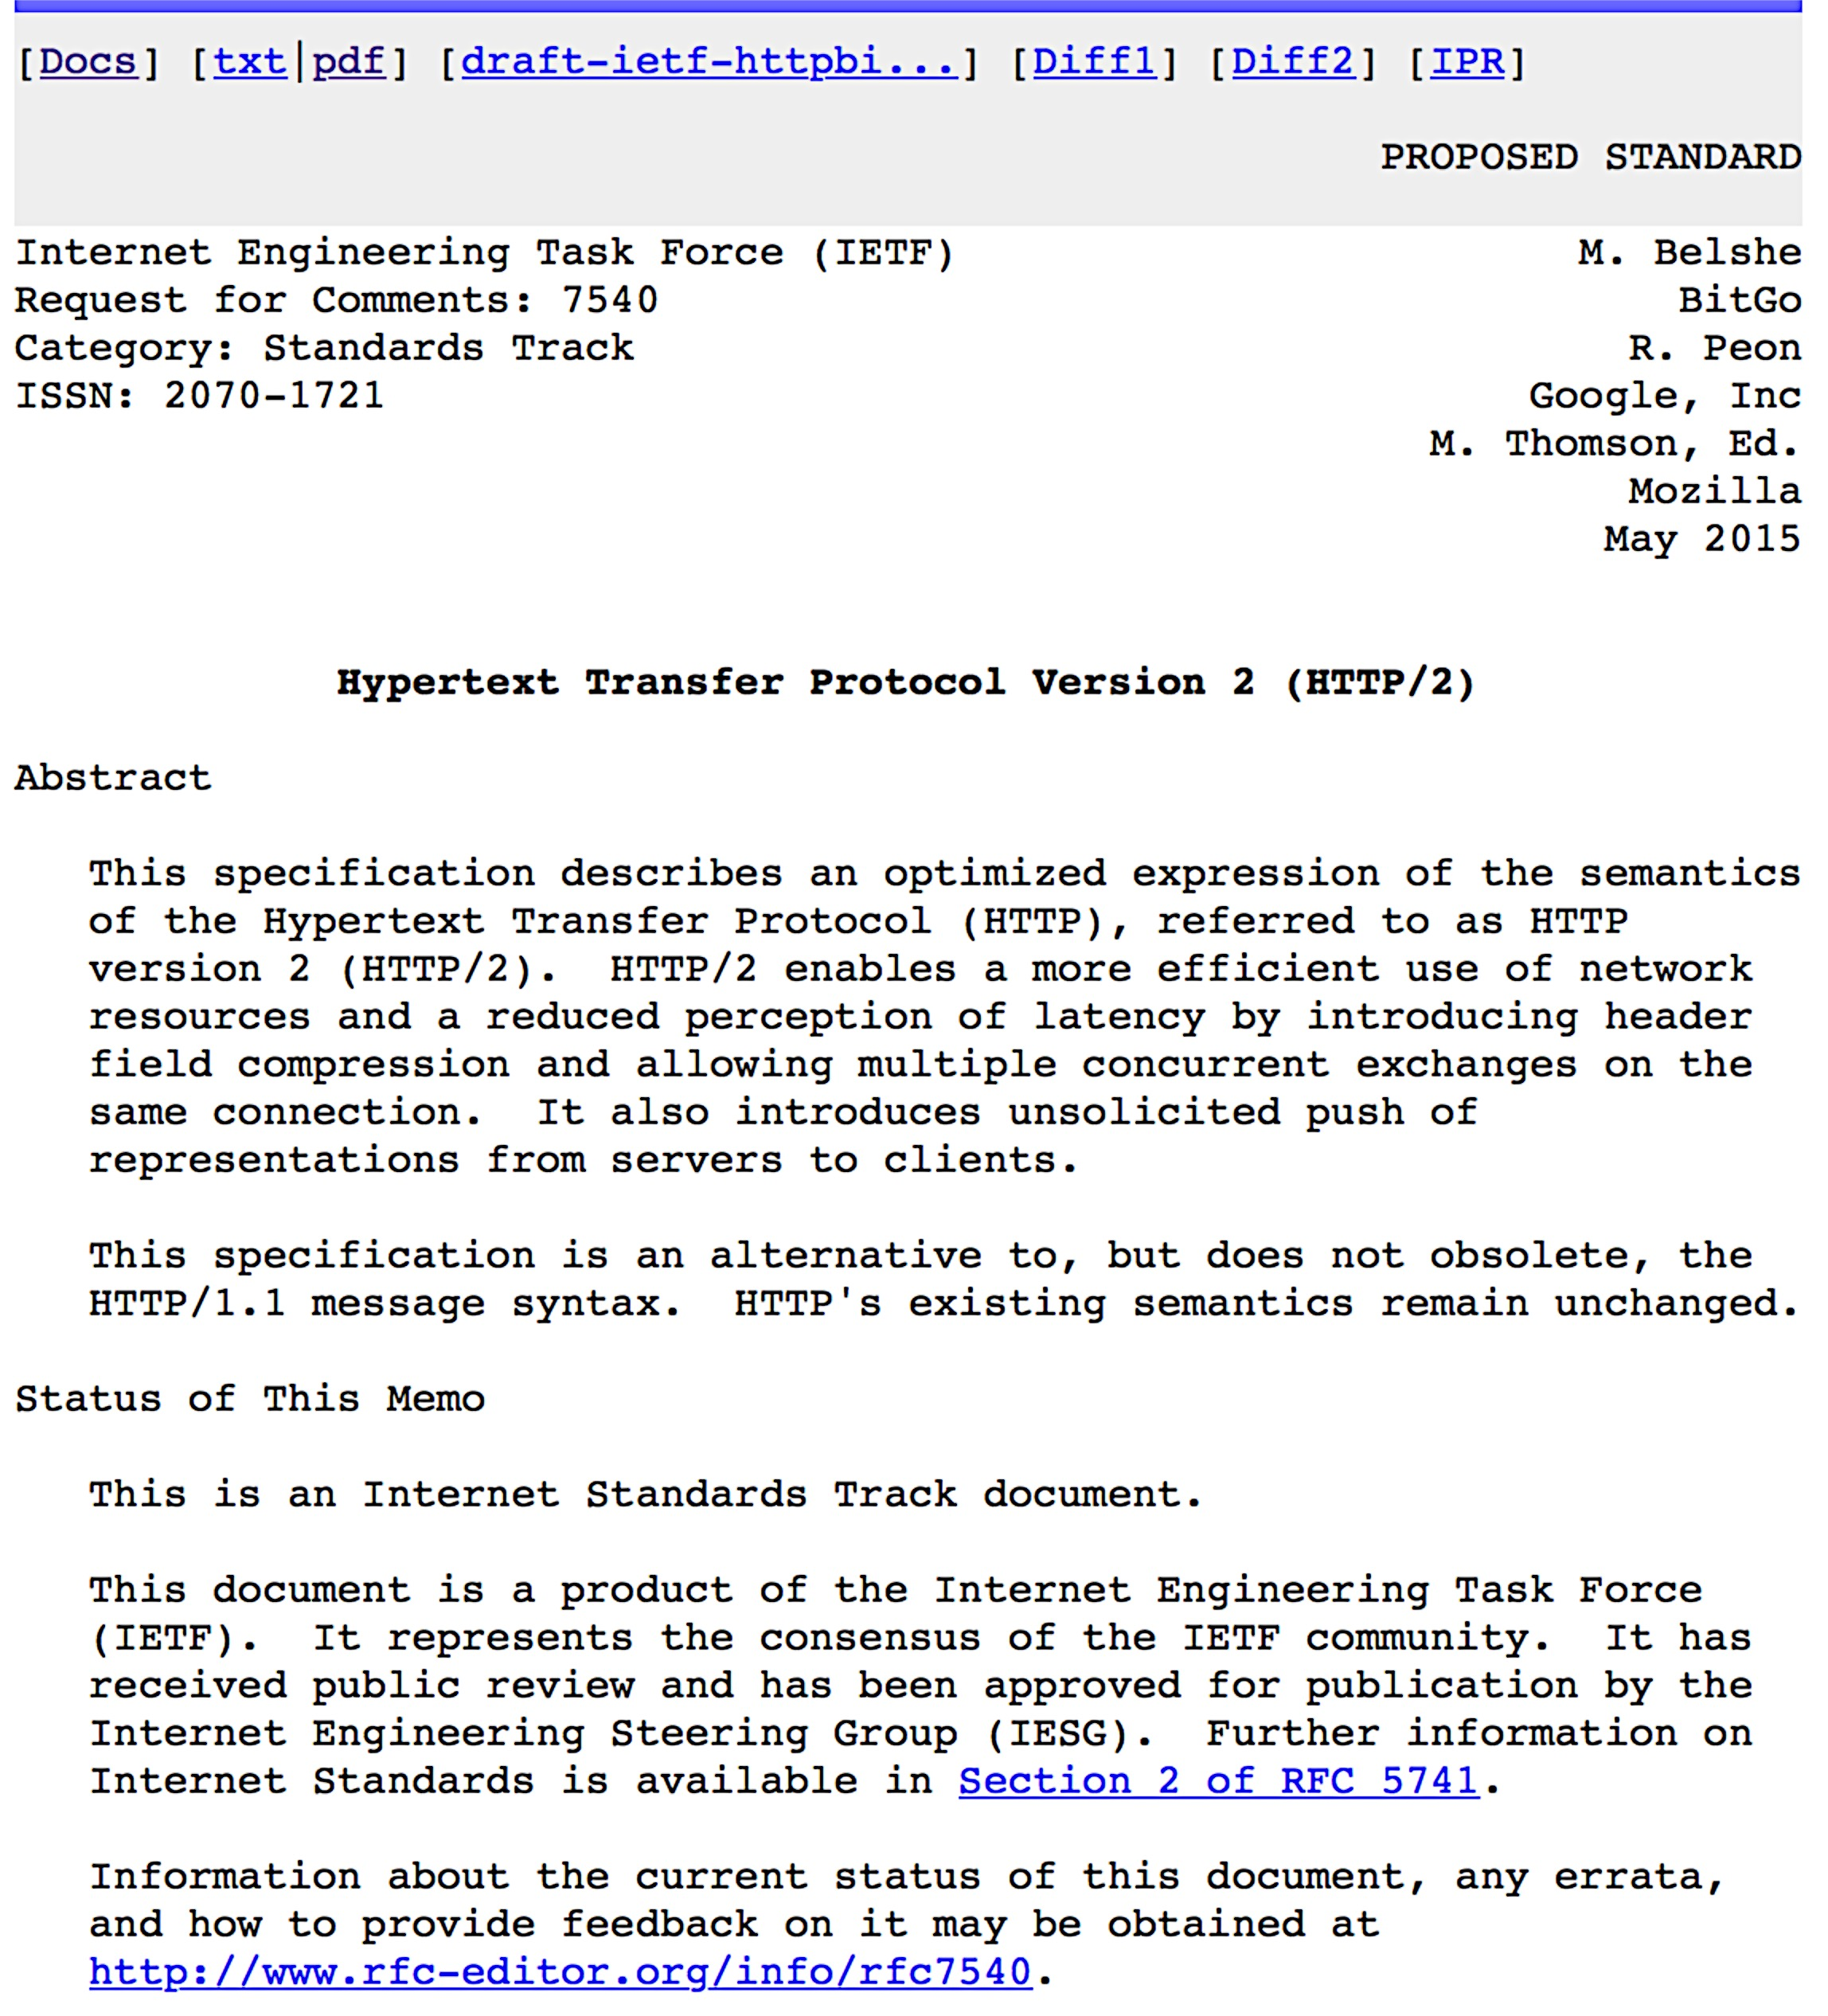 [Docs] [txt|pdf] [draft-ietf-httpbi...] [Diff1] [Diff2] [IPR]
PROPOSED STANDARD
Internet Engineering Task Force (IETF) M. Belshe
Request for Comments: 7540 BitGo
Category: Standards Track R. Peon
ISSN: 2070-1721 Google, Inc
M. Thomson, Ed.
Mozilla
May 2015
Hypertext Transfer Protocol Version 2 (HTTP/2)
Abstract
This specification describes an optimized expression of the semantics
of the Hypertext Transfer Protocol (HTTP), referred to as HTTP
version 2 (HTTP/2).  HTTP/2 enables a more efficient use of network
resources and a reduced perception of latency by introducing header
field compression and allowing multiple concurrent exchanges on the
same connection.  It also introduces unsolicited push of
representations from servers to clients.
This specification is an alternative to, but does not obsolete, the
HTTP/1.1 message syntax.  HTTP's existing semantics remain unchanged.
Status of This Memo
This is an Internet Standards Track document.
This document is a product of the Internet Engineering Task Force
(IETF).  It represents the consensus of the IETF community.  It has
received public review and has been approved for publication by the
Internet Engineering Steering Group (IESG).  Further information on
Internet Standards is available in Section 2 of RFC 5741.
Information about the current status of this document, any errata,
and how to provide feedback on it may be obtained at
http://www.rfc-editor.org/info/rfc7540.